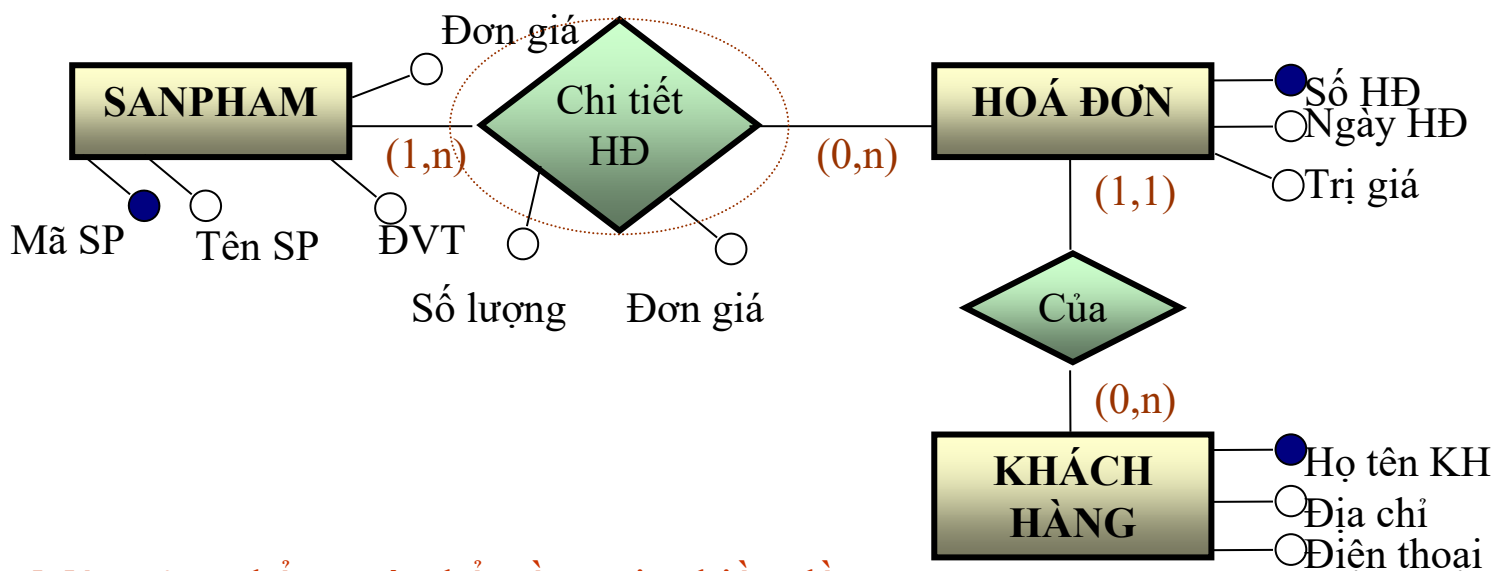 Đơn giá
SANPHAM
Chi tiết
HĐ
HOÁ ĐƠN
Số HĐ
Ngày HĐ
Trị giá
(1,n)
(0,n)
(1,1)
Mã SP
Tên SP
ĐVT
Số lượng
Đơn giá
Của
(0,n)
KHÁCH
HÀNG
Họ tên KH
Địa chỉ
Điện thoại